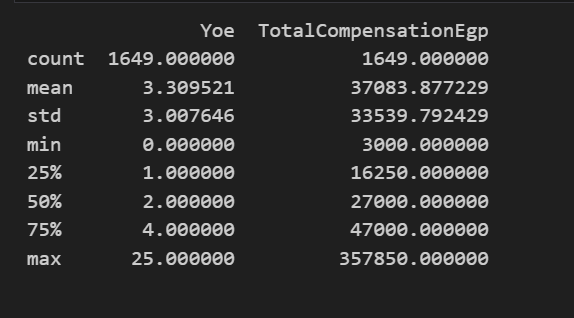 Yoe TotalCompensationEgp
count 1649.000000 1649.000000
mean 3.309521 37083.877229
std 3.007646 33539.792429
min 0.000000 3000.000000
25% 1.000000 16250.000000
50% 2.000000 27000.000000
75% 4.000000 47000.000000
max 25.000000 357850.000000